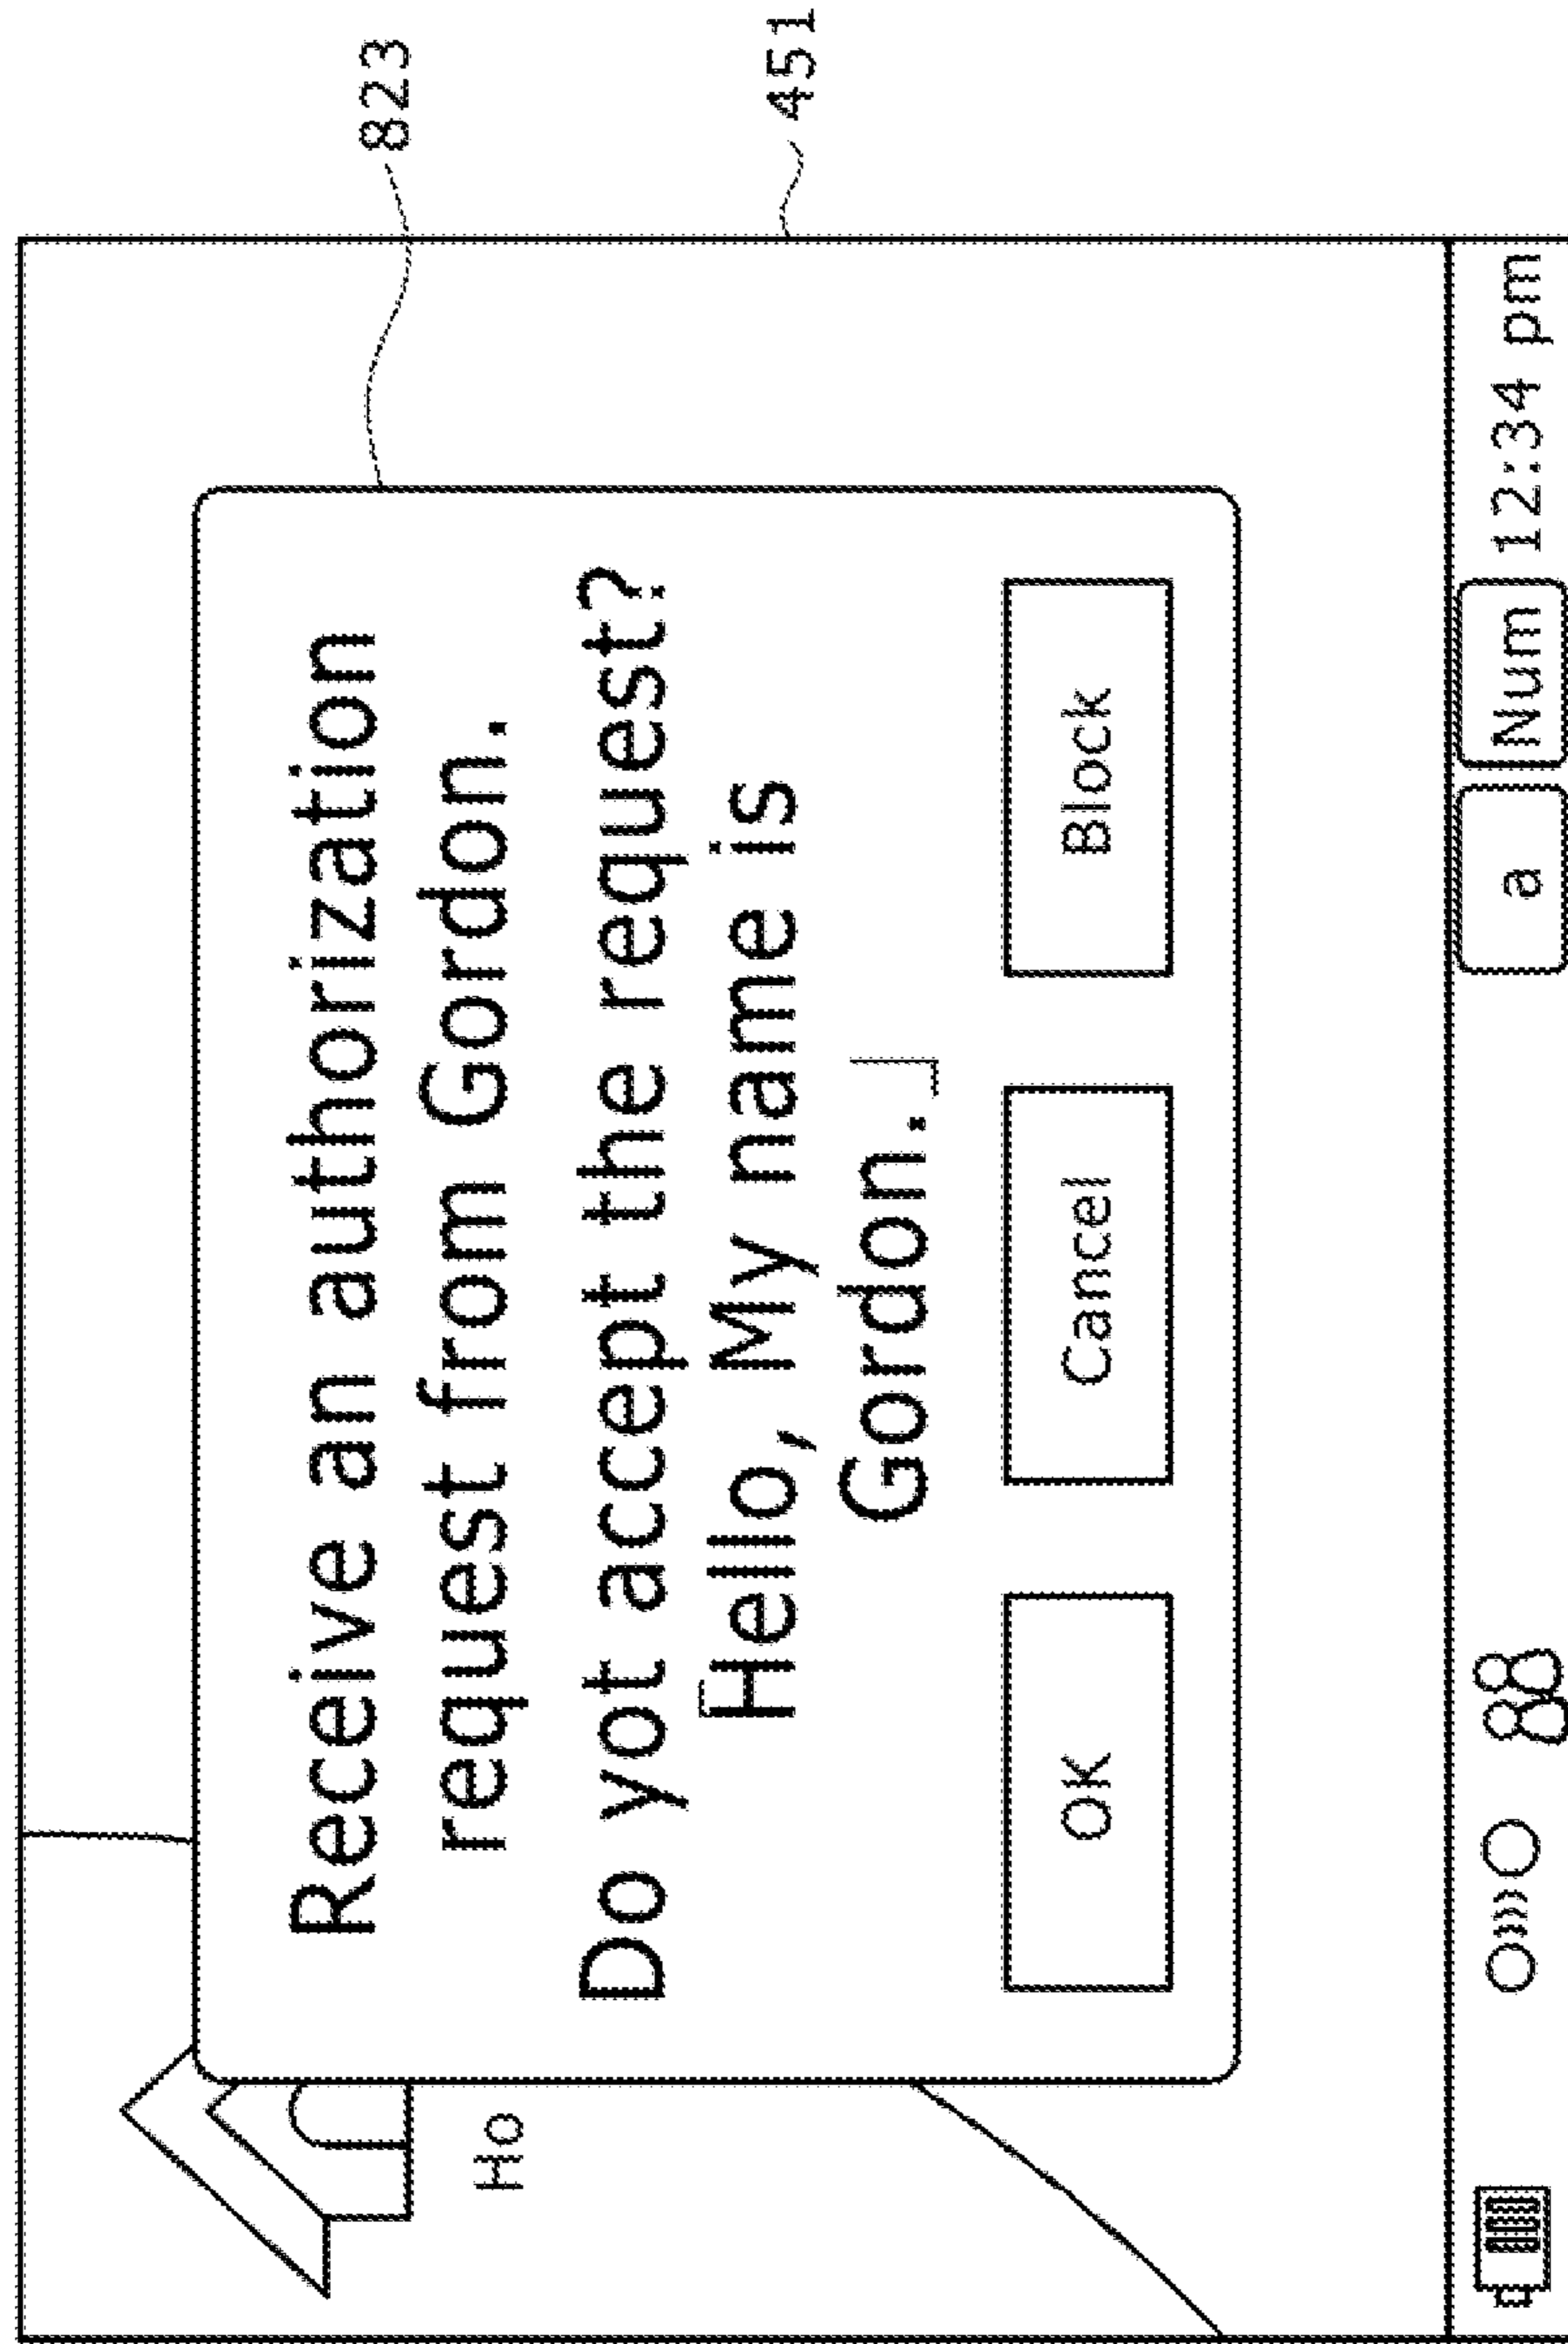 823
451
Receive an authorization
request from Gordon.
Do yot accept the request?
「Hello, My name is
Gordon.」
OK Cancel Block
Ho
a Num 12:34 pm